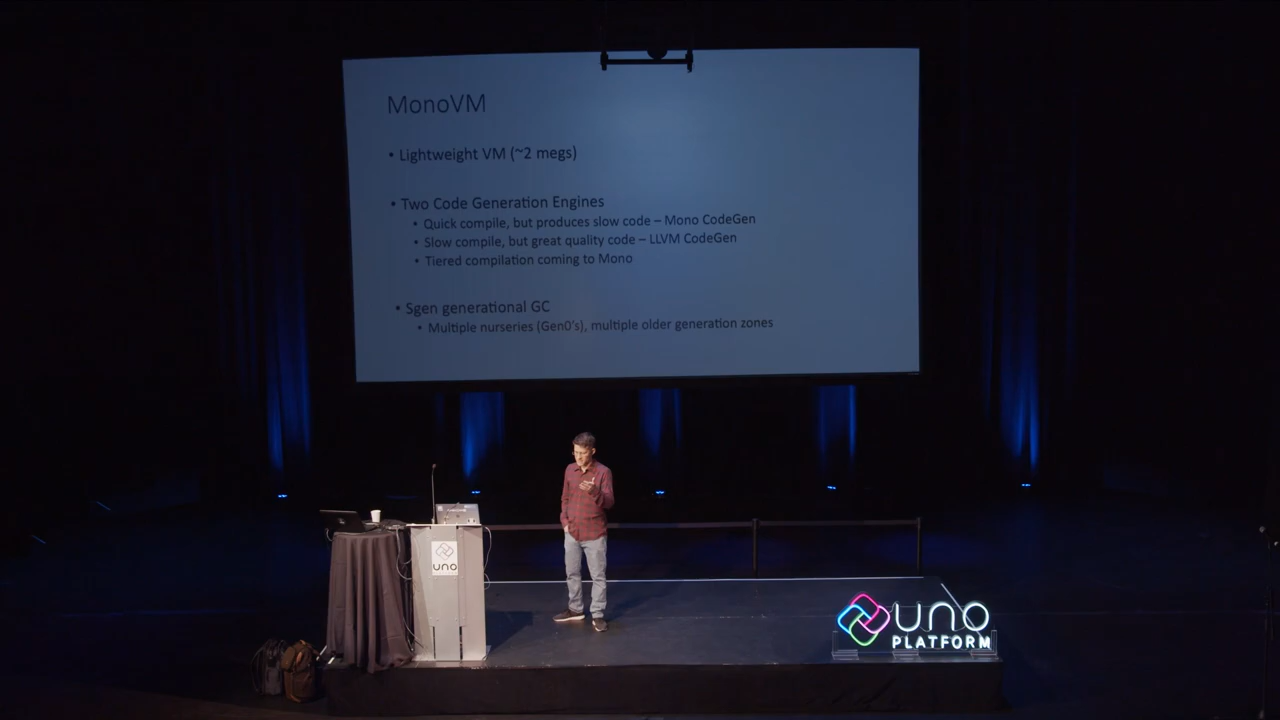 MonoVM
• Lightweight VM (~2 megs)
• Two Code Generation Engines
• Quick compile, but produces slow code – Mono CodeGen
• Slow compile, but great quality code – LLVM CodeGen
• Tiered compilation coming to Mono
• Sgen generational GC
• Multiple nurseries (Gen0's), multiple older generation zones
uno
UNO
PLATFORM